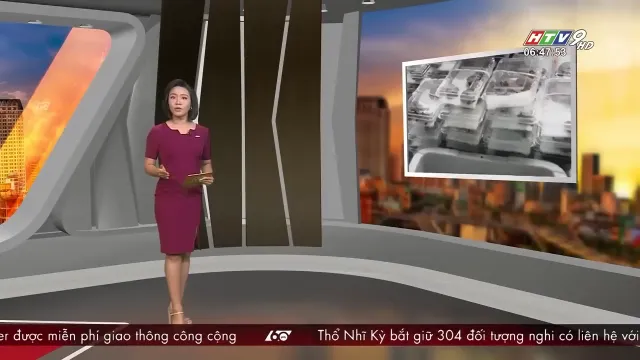 HTV9 HD
06:47:53
er được miễn phí giao thông công cộng 60 Thổ Nhĩ Kỳ bắt giữ 304 đối tượng nghi có liên hệ với